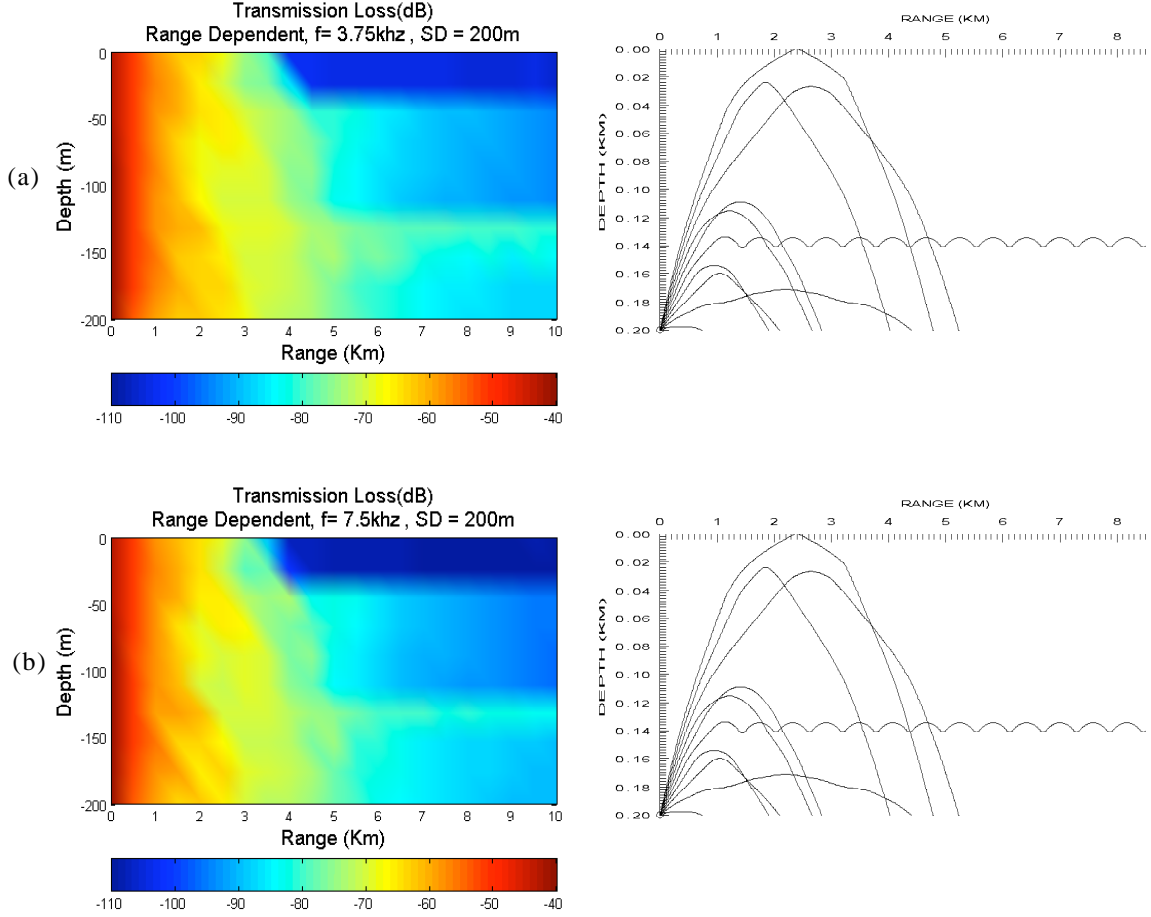 Transmission Loss(dB)
Range Dependent, f= 3.75khz , SD = 200m
(a)
Depth (m)
0
-50
-100
-150
-200
0 1 2 3 4 5 6 7 8 9 10
Range (Km)
-110 -100 -90 -80 -70 -60 -50 -40
RANGE (KM)
0 1 2 3 4 5 6 7 8
DEPTH (KM)
0.00
0.02
0.04
0.06
0.08
0.10
0.12
0.14
0.16
0.18
0.20
Transmission Loss(dB)
Range Dependent, f= 7.5khz , SD = 200m
(b)
Depth (m)
0
-50
-100
-150
-200
0 1 2 3 4 5 6 7 8 9 10
Range (Km)
-110 -100 -90 -80 -70 -60 -50 -40
RANGE (KM)
0 1 2 3 4 5 6 7 8
DEPTH (KM)
0.00
0.02
0.04
0.06
0.08
0.10
0.12
0.14
0.16
0.18
0.20